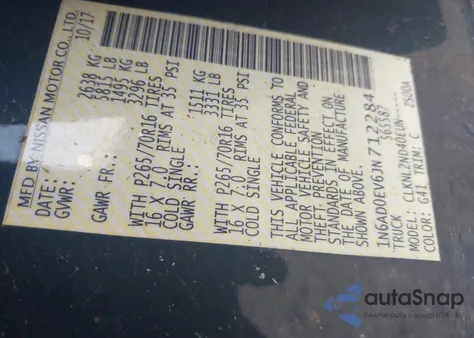 MFD BY NISSAN MOTOR CO., LTD
DATE: 10/17
GVWR: 2638 KG
5815 LB
GAWR FR.: 1495 KG
3296 LB
WITH P265/70R16 TIRES
16 X 7.0 RIMS AT 35 PSI
COLD SINGLE
GAWR RR.: 1511 KG
3331 LB
WITH P265/70R16 TIRES
16 X 7.0 RIMS AT 35 PSI
COLD SINGLE
THIS VEHICLE CONFORMS TO
ALL APPLICABLE FEDERAL
MOTOR VEHICLE SAFETY AND
THEFT PREVENTION
STANDARDS IN EFFECT ON
THE DATE OF MANUFACTURE
SHOWN ABOVE.
1N6AD0EV6JN712284
TRUCK 563587
MODEL: CLKNLZND40EUN-----
COLOR: G41 TRIM: C 2S00A
autaSnap